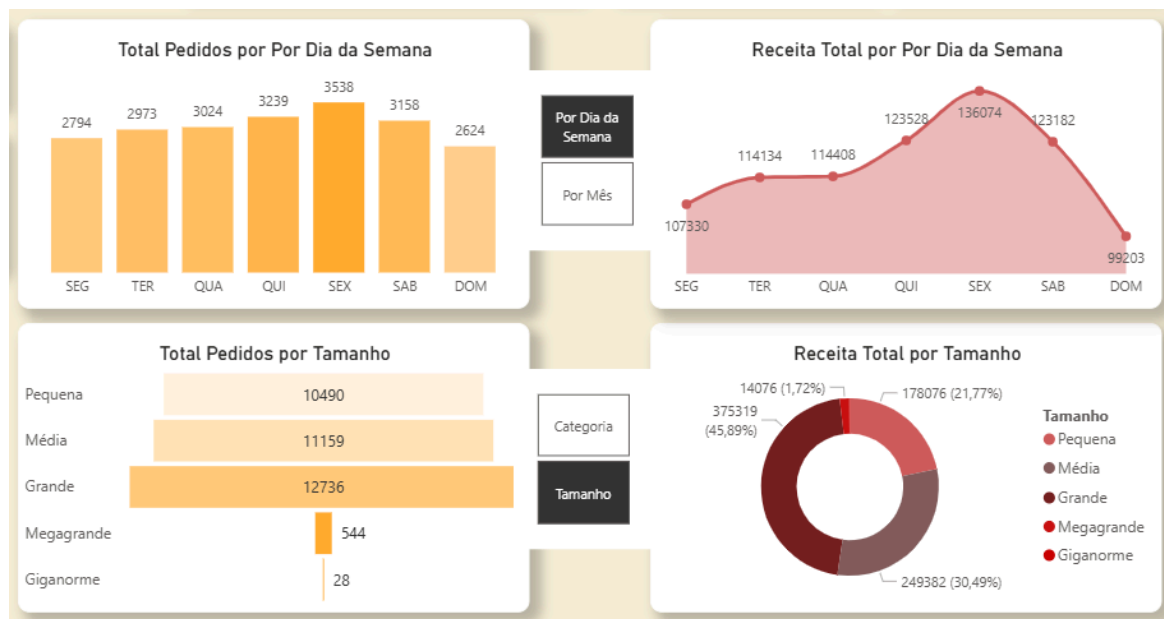 Total Pedidos por Por Dia da Semana
3538
3239
3158
3024
2973
2794
2624
SEG TER QUA QUI SEX SAB DOM
Por Dia da
Semana
Por Mês
Receita Total por Por Dia da Semana
136074
123528
123182
114134
114408
107330
99203
SEG TER QUA QUI SEX SAB DOM
Total Pedidos por Tamanho
Pequena 10490
Média 11159
Grande 12736
Megagrande 544
Giganorme 28
Categoria
Tamanho
Receita Total por Tamanho
14076 (1,72%)
178076 (21,77%)
375319
(45,89%)
249382 (30,49%)
Tamanho
Pequena
Média
Grande
Megagrande
Giganorme